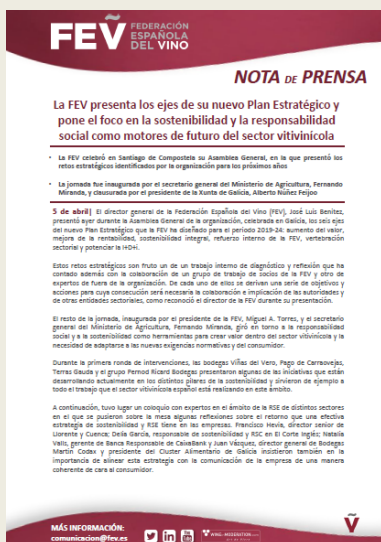 FEV FEDERACIÓN
ESPAÑOLA
DEL VINO
NOTA DE PRENSA
La FEV presenta los ejes de su nuevo Plan Estratégico y
pone el foco en la sostenibilidad y la responsabilidad
social como motores de futuro del sector vitivinícola
• La FEV celebró en Santiago de Compostela su Asamblea General, en la que presentó los
retos estratégicos identificados por la organización para los próximos años
• La jornada fue inaugurada por el secretario general del Ministerio de Agricultura, Fernando
Miranda, y clausurada por el presidente de la Xunta de Galicia, Alberto Núñez Feijoo
5 de abril| El director general de la Federación Española del Vino (FEV), José Luis Benítez,
presentó ayer durante la Asamblea General de la organización, celebrada en Galicia, los seis ejes
del nuevo Plan Estratégico que la FEV ha diseñado para el período 2019-24: aumento del valor,
mejora de la rentabilidad, sostenibilidad integral, refuerzo interno de la FEV, vertebración
sectorial y potenciar la I+D+i.
Estos retos estratégicos son fruto de un trabajo interno de diagnóstico y reflexión que ha
contado además con la colaboración de un grupo de trabajo de socios de la FEV y otro de
expertos de fuera de la organización. De cada uno de ellos se derivan una serie de objetivos y
acciones para cuya consecución será necesaria la colaboración e implicación de las autoridades y
de otras entidades sectoriales, como reconoció el director de la FEV durante su presentación.
El resto de la jornada, inaugurada por el presidente de la FEV, Miguel A. Torres, y el secretario
general del Ministerio de Agricultura, Fernando Miranda, giró en torno a la responsabilidad
social y a la sostenibilidad como herramientas para crear valor dentro del sector vitivinícola y la
necesidad de adaptarse a las nuevas exigencias normativas y del consumidor.
Durante la primera ronda de intervenciones, las bodegas Viñas del Vero, Pago de Carraovejas,
Terras Gauda y el grupo Pernod Ricard Bodegas presentaron algunas de las iniciativas que están
desarrollando actualmente en los distintos pilares de la sostenibilidad y sirvieron de ejemplo a
todo el trabajo que el sector vitivinícola español está realizando en este ámbito.
A continuación, tuvo lugar un coloquio con expertos en el ámbito de la RSE de distintos sectores
en el que se pusieron sobre la mesa algunas reflexiones sobre el retorno que una efectiva
estrategia de sostenibilidad y RSE tiene en las empresas. Francisco Hevia, director senior de
Llorente y Cuenca; Delia García, responsable de sostenibilidad y RSC en El Corte Inglés; Natalia
Valls, gerente de Banca Responsable de CaixaBank y Juan Vázquez, director general de Bodegas
Martín Codax y presidente del Cluster Alimentario de Galicia insistieron también en la
importancia de alinear esta estrategia con la comunicación de la empresa de una manera
coherente de cara al consumidor.
MÁS INFORMACIÓN:
comunicacion@fev.es